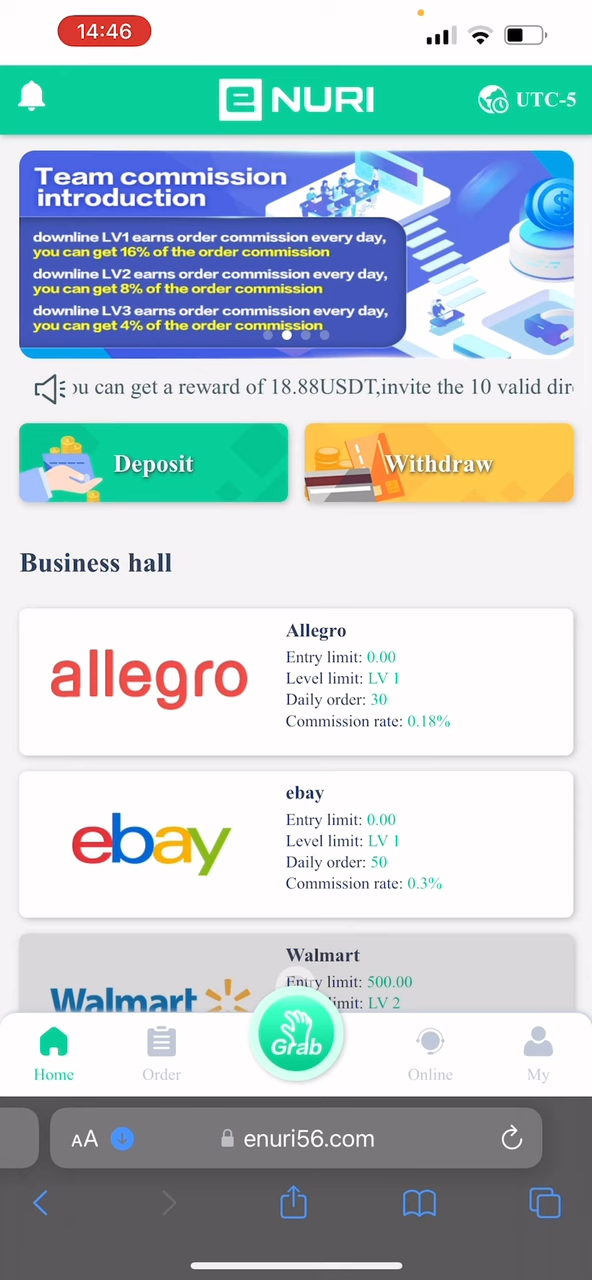 14:46
e NURI
UTC-5
Team commission
introduction
downline LV1 earns order commission every day,
you can get 16% of the order commission
downline LV2 earns order commission every day,
you can get 8% of the order commission
downline LV3 earns order commission every day,
you can get 4% of the order commission
ou can get a reward of 18.88USDT,invite the 10 valid dir
Deposit
Withdraw
Business hall
allegro
Allegro
Entry limit: 0.00
Level limit: LV 1
Daily order: 30
Commission rate: 0.18%
ebay
ebay
Entry limit: 0.00
Level limit: LV 1
Daily order: 50
Commission rate: 0.3%
Walmart
Walmart
Entry limit: 500.00
limit: LV 2
Grab
Home
Order
Online
My
AA
enuri56.com